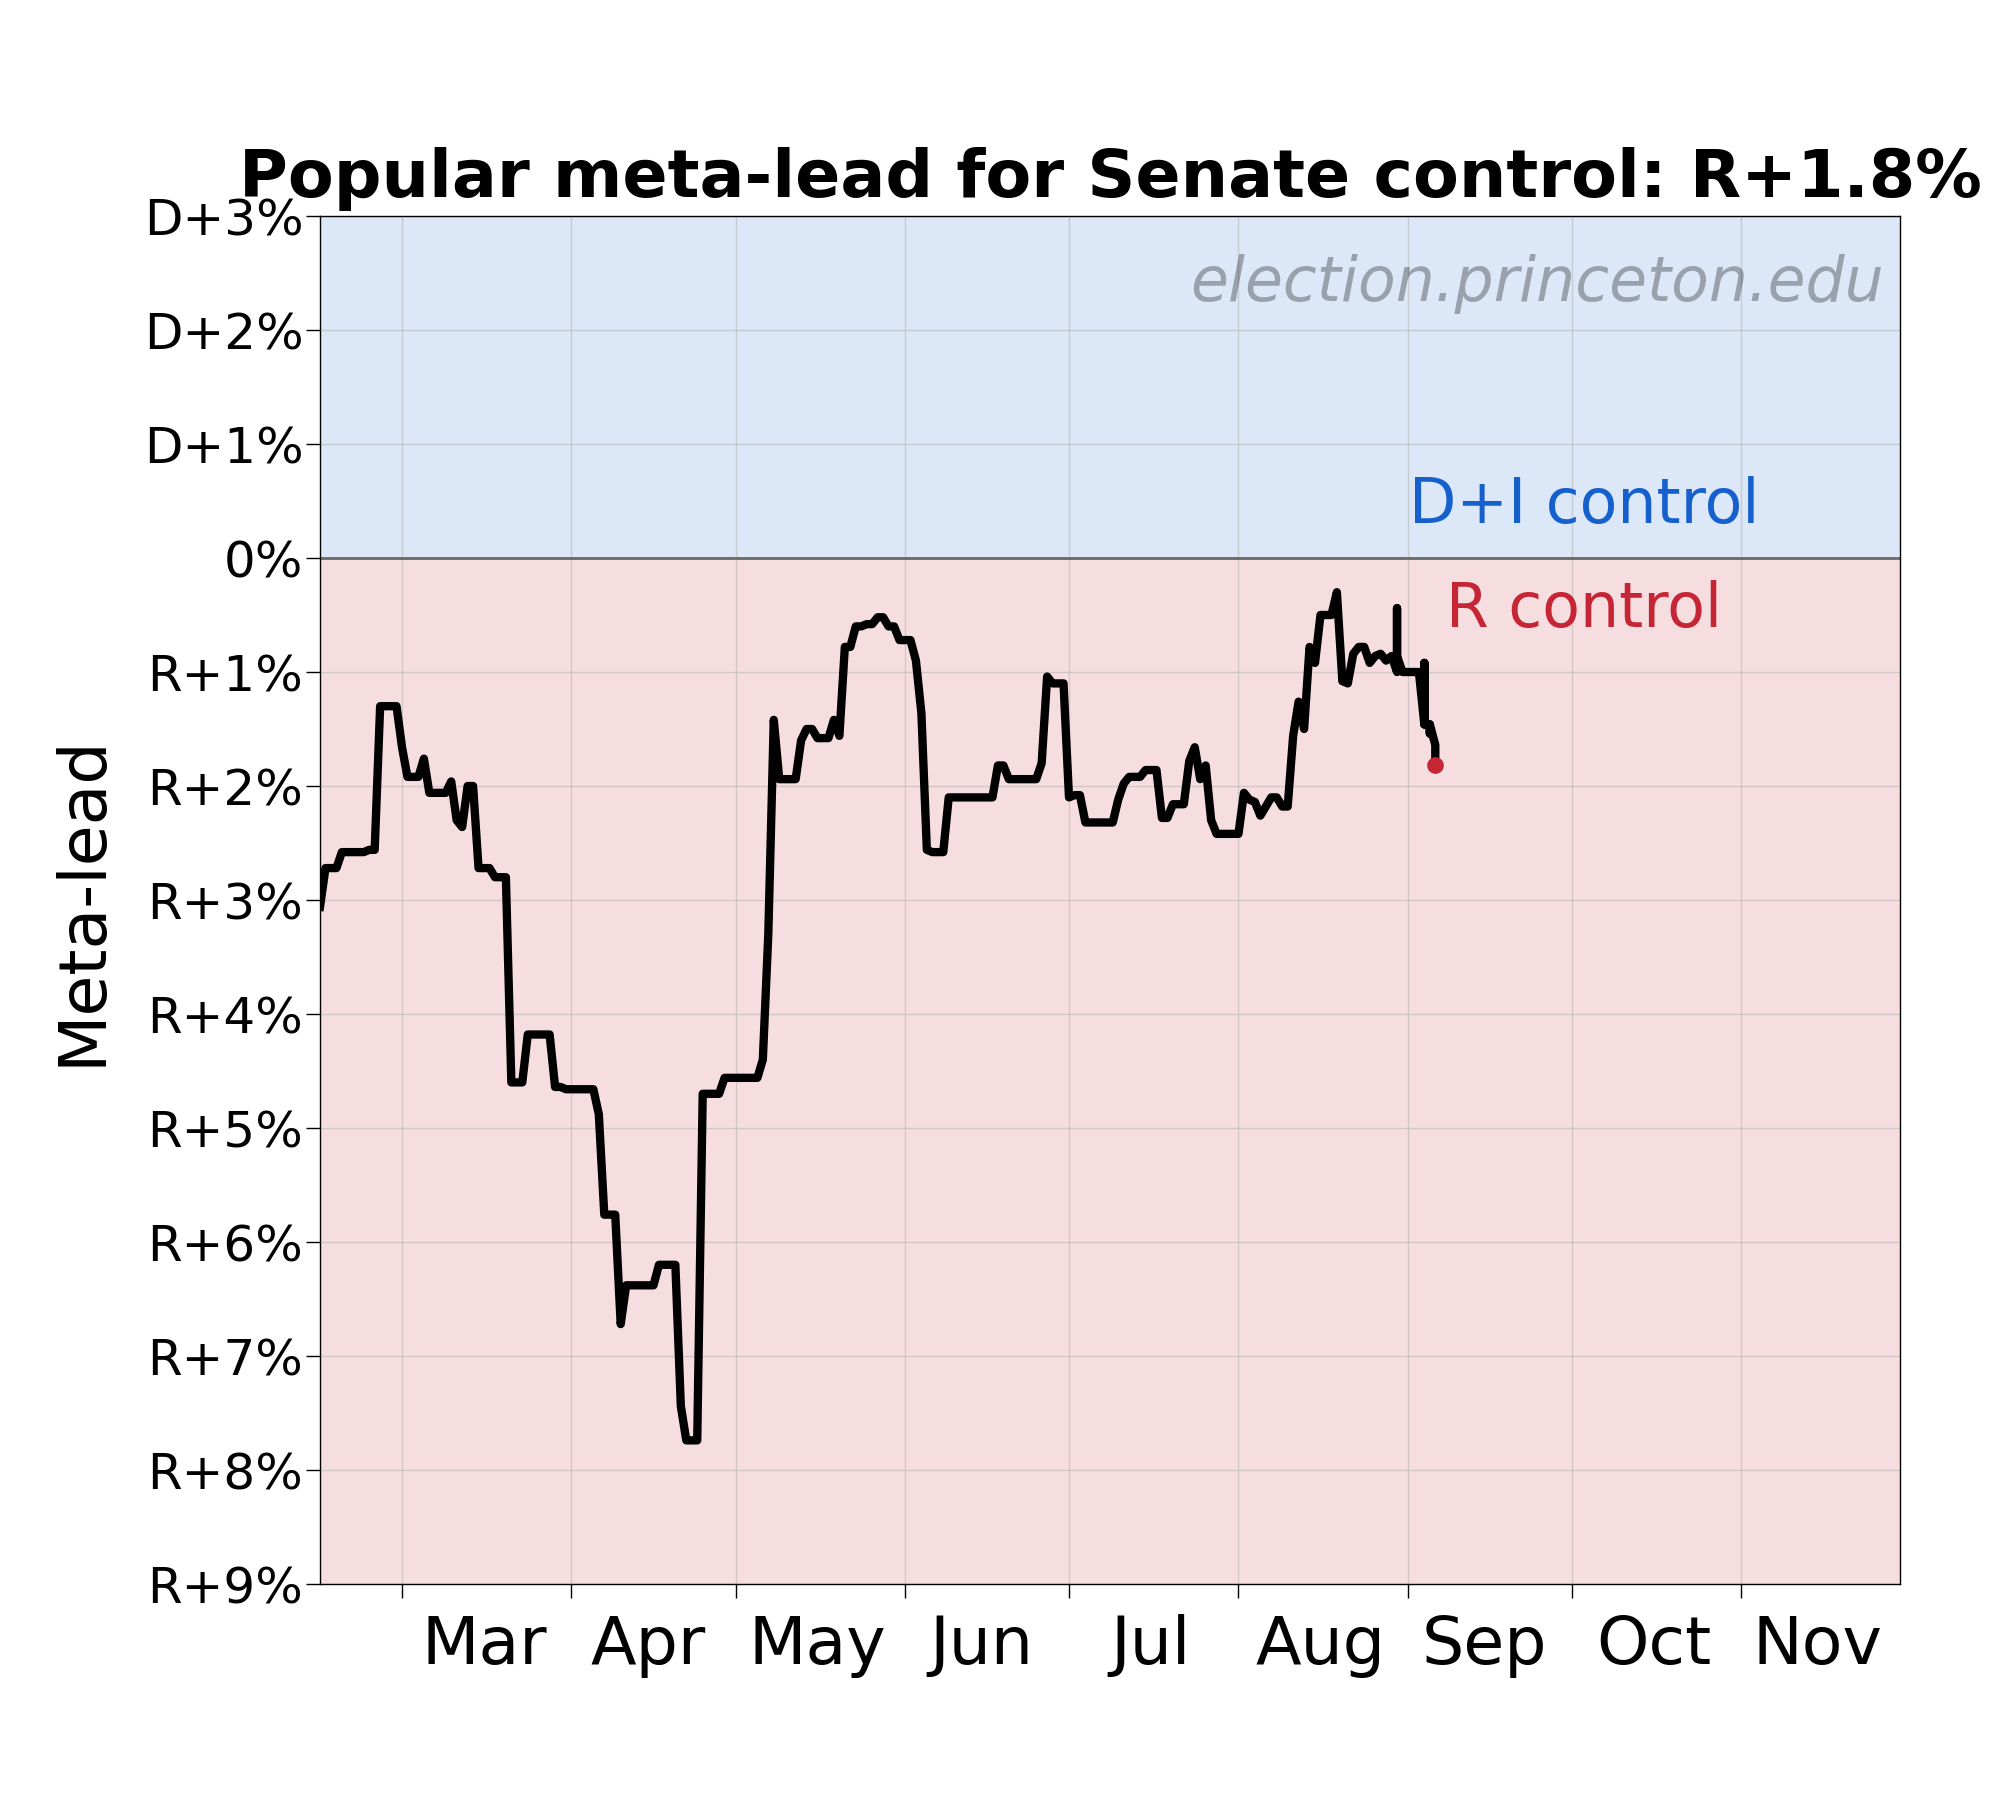 Popular meta-lead for Senate control: R+1.8%
D+3%
election.princeton.edu
D+2%
D+1%
D+I control
0%
R control
R+1%
R+2%
R+3%
R+4%
R+5%
R+6%
R+7%
R+8%
R+9%
Meta-lead
Mar Apr May Jun Jul Aug Sep Oct Nov